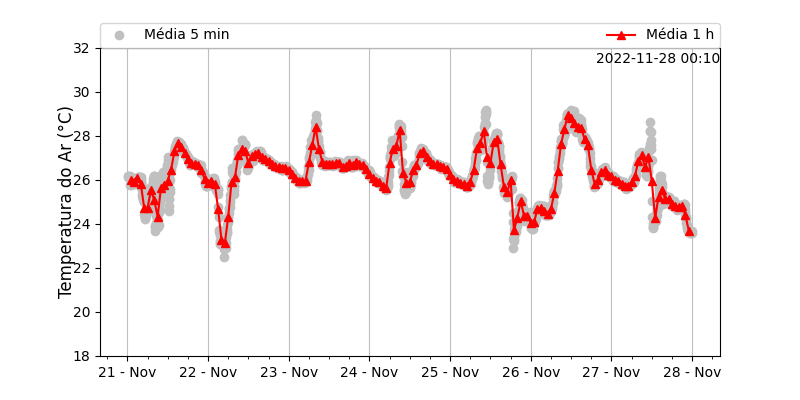 Média 5 min
Média 1 h
2022-11-28 00:10
Temperatura do Ar (°C)
32
30
28
26
24
22
20
18
21 - Nov
22 - Nov
23 - Nov
24 - Nov
25 - Nov
26 - Nov
27 - Nov
28 - Nov